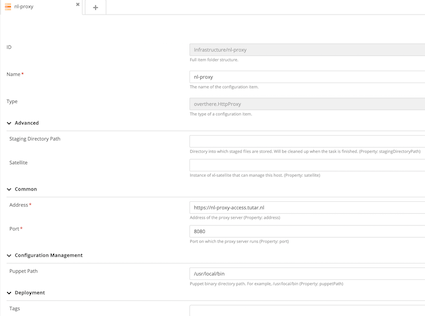 nl-proxy
ID
Infrastructure/nl-proxy
Full item folder structure.
Name *
nl-proxy
The name of the configuration item.
Type
overthere.HttpProxy
The type of a configuration item.
Advanced
Staging Directory Path
Directory into which staged files are stored. Will be cleaned up when the task is finished. (Property: stagingDirectoryPath)
Satellite
Instance of xl-satellite that can manage this host. (Property: satellite)
Common
Address *
https://nl-proxy-access.tutar.nl
Address of the proxy server (Property: address)
Port *
8080
Port on which the proxy server runs (Property: port)
Configuration Management
Puppet Path
/usr/local/bin
Puppet binary directory path. For example, /usr/local/bin (Property: puppetPath)
Deployment
Tags